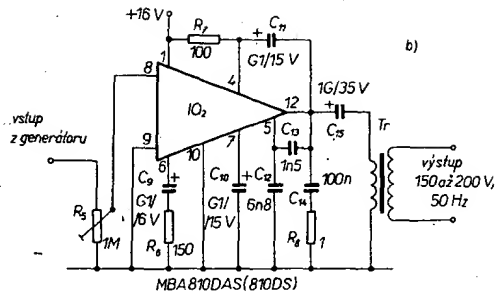 +16 V
R7
100
C11
G1/15 V
b)
1
8
4
IO2
12
1G/35 V
C15
Tr
vstup
z generátoru
9
6
10
7
5
C13
1n5
C9
G1/
/6 V
C10
G1/
/15 V
C12
6n8
C14
100n
výstup
150 až 200 V,
50 Hz
R5
1M
R6
150
R8
1
MBA810DAS(810DS)